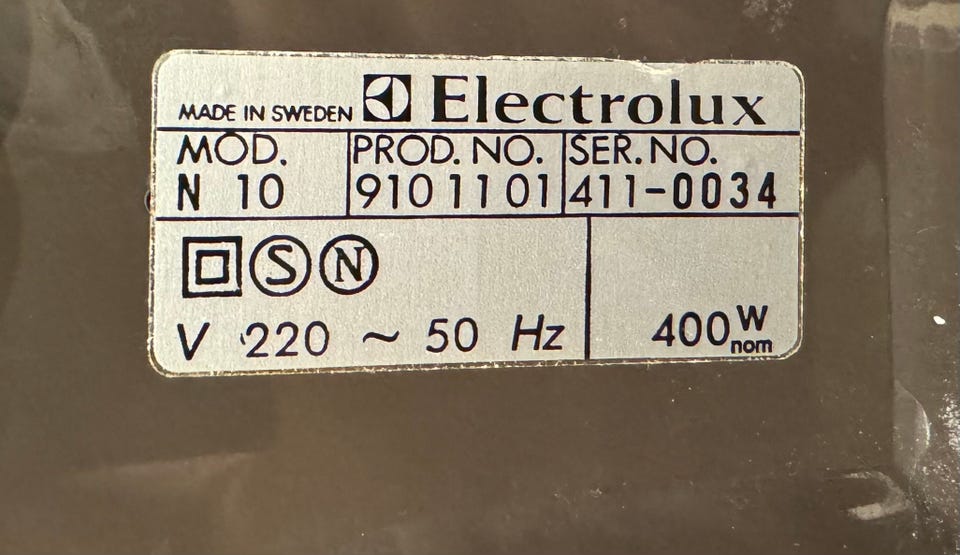 MADE IN SWEDEN Electrolux
MOD. PROD. NO. SER. NO.
N 10 910 11 01 411-0034
S N
V 220 ~ 50 Hz 400 W nom